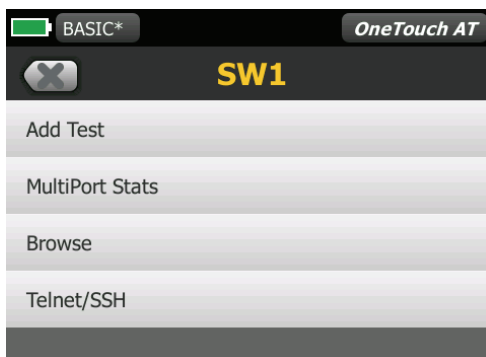 BASIC* OneTouch AT
SW1
Add Test
MultiPort Stats
Browse
Telnet/SSH